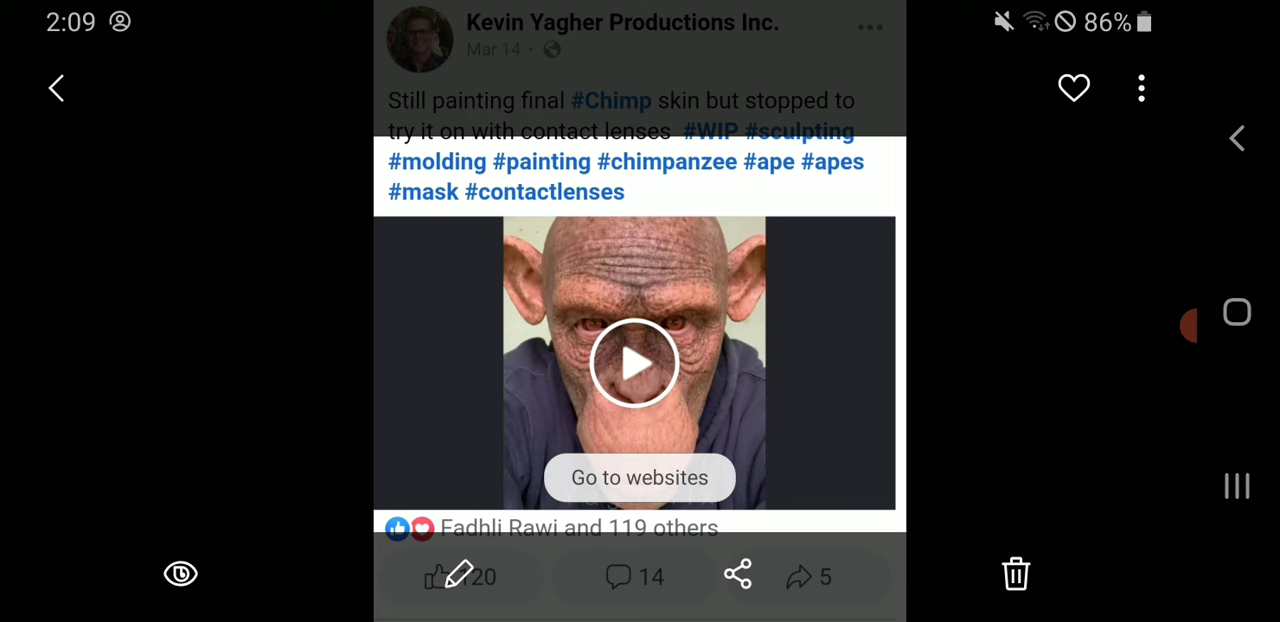 2:09
86%
Kevin Yagher Productions Inc.
Mar 14 ·
Still painting final #Chimp skin but stopped to
try it on with contact lenses #WIP #sculpting
#molding #painting #chimpanzee #ape #apes
#mask #contactlenses
Go to websites
Fadhli Rawi and 119 others
120
14
5